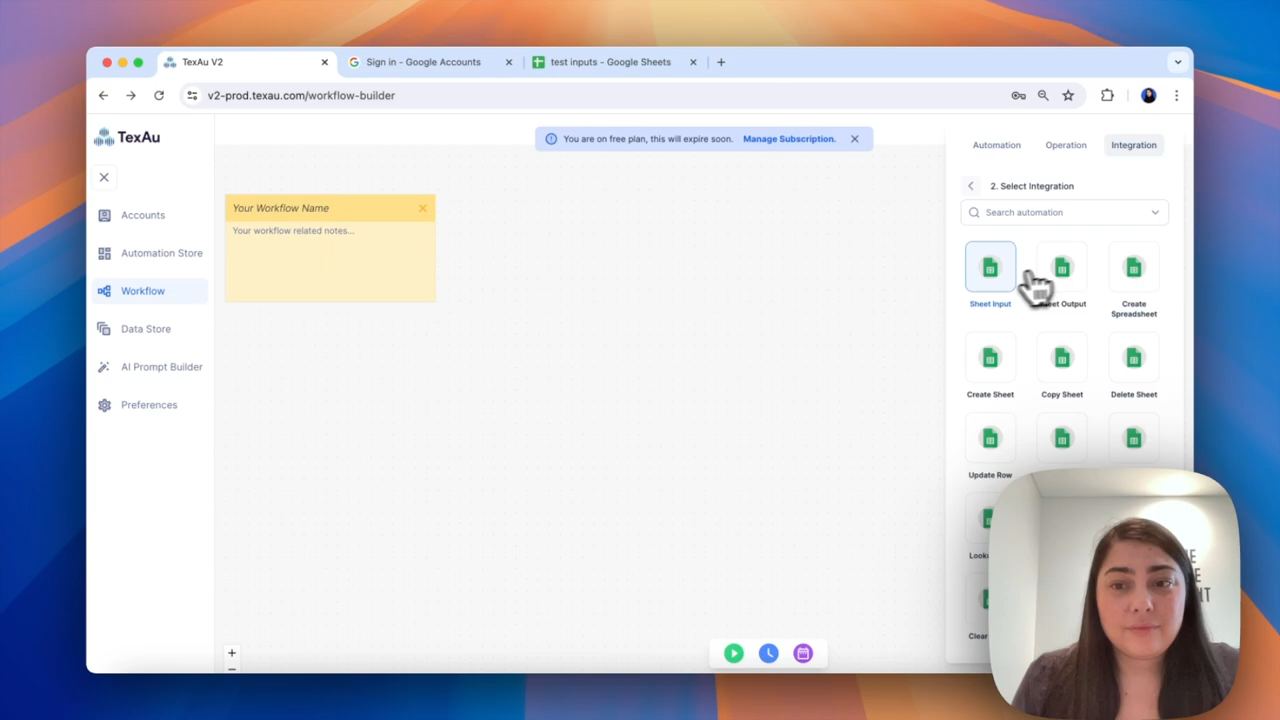 TexAu V2
Sign in - Google Accounts
test inputs - Google Sheets
v2-prod.texau.com/workflow-builder
TexAu
You are on free plan, this will expire soon. Manage Subscription.
Automation Operation Integration
2. Select Integration
Search automation
Accounts
Automation Store
Workflow
Data Store
AI Prompt Builder
Preferences
Your Workflow Name
Your workflow related notes...
Sheet Input
Output
Create
Spreadsheet
Create Sheet
Copy Sheet
Delete Sheet
Update Row